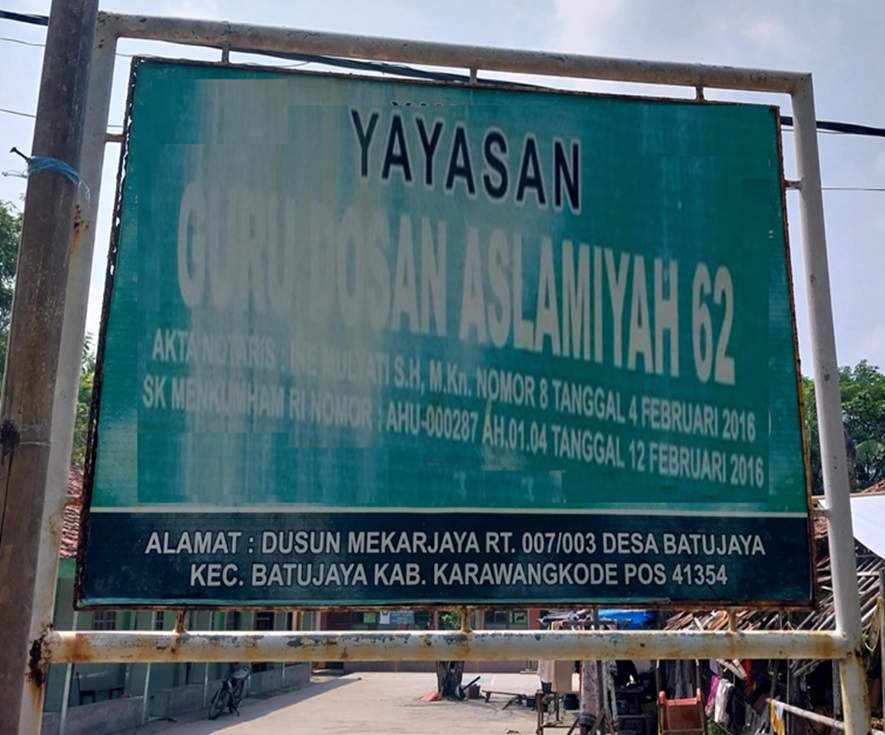 YAYASAN
GURU DOSAN ASLAMIYAH 62
AKTA NOTARIS : INE MULYATI S.H, M.Kn. NOMOR 8 TANGGAL 4 FEBRUARI 2016
SK MENKUMHAM RI NOMOR : AHU-000287 AH.01.04 TANGGAL 12 FEBRUARI 2016
ALAMAT : DUSUN MEKARJAYA RT. 007/003 DESA BATUJAYA
KEC. BATUJAYA KAB. KARAWANGKODE POS 41354